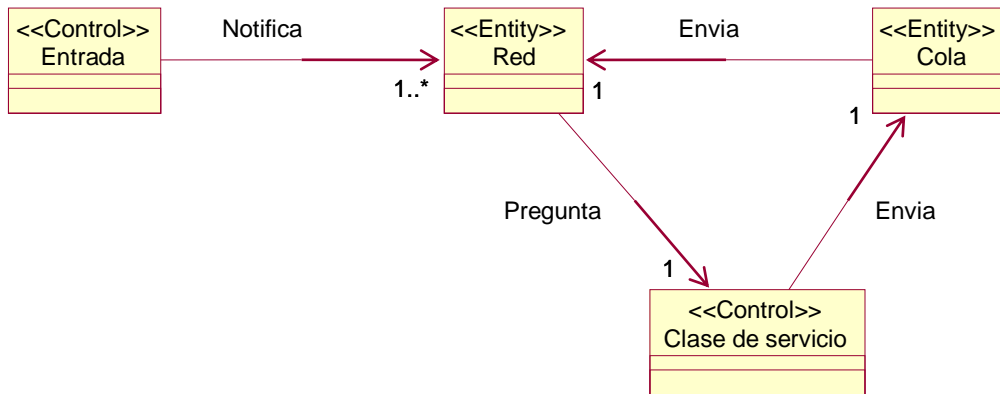 <<Control>>
Entrada
Notifica
1..*
<<Entity>>
Red
1
Envia
<<Entity>>
Cola
1
Pregunta
1
Envia
<<Control>>
Clase de servicio